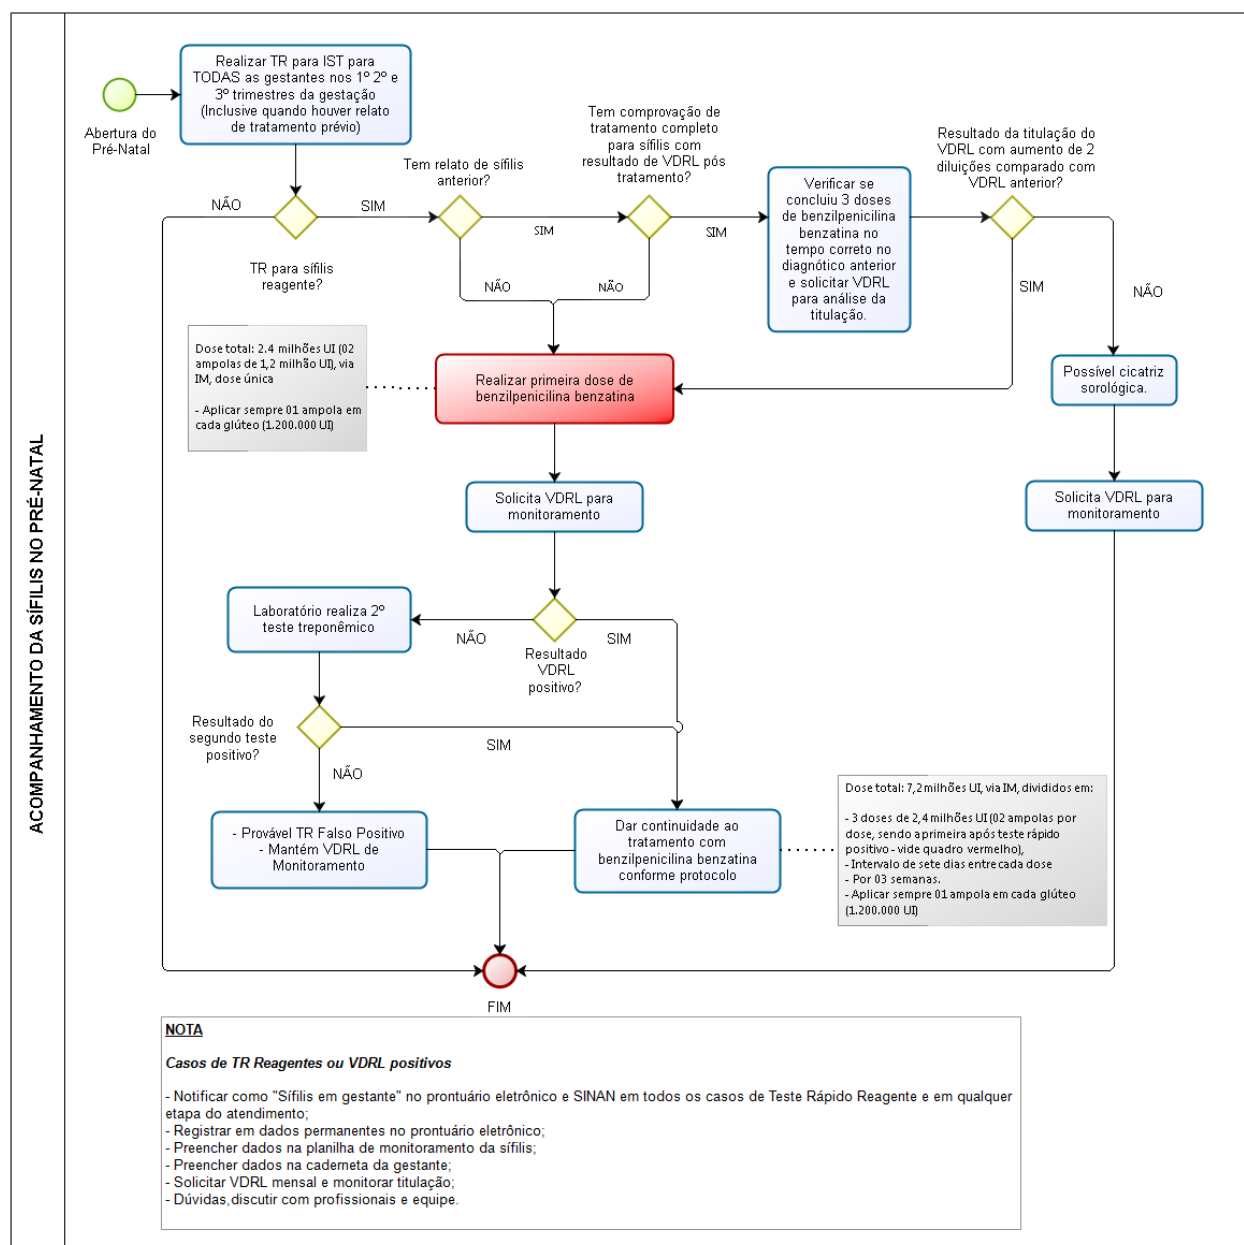 ACOMPANHAMENTO DA SÍFILIS NO PRÉ-NATAL
Abertura do
Pré-Natal
Realizar TR para IST para
TODAS as gestantes nos 1º 2º e
3º trimestres da gestação
(Inclusive quando houver relato
de tratamento prévio)
TR para sífilis
reagente?
NÃO
SIM
Tem relato de sífilis
anterior?
SIM
NÃO
Tem comprovação de
tratamento completo
para sífilis com
resultado de VDRL pós
tratamento?
SIM
NÃO
Verificar se
concluiu 3 doses
de benzilpenicilina
benzatina no
tempo correto no
diagnótico anterior
e solicitar VDRL
para análise da
titulação.
Resultado da titulação do
VDRL com aumento de 2
diluições comparado com
VDRL anterior?
SIM
NÃO
Dose total: 2.4 milhões UI (02
ampolas de 1,2 milhão UI), via
IM, dose única
- Aplicar sempre 01 ampola em
cada glúteo (1.200.000 UI)
Realizar primeira dose de
benzilpenicilina benzatina
Possível cicatriz
sorológica.
Solicita VDRL para
monitoramento
Solicita VDRL para
monitoramento
Laboratório realiza 2º
teste treponêmico
NÃO
SIM
Resultado
VDRL
positivo?
Resultado do
segundo teste
positivo?
SIM
NÃO
- Provável TR Falso Positivo
- Mantém VDRL de
Monitoramento
Dar continuidade ao
tratamento com
benzilpenicilina benzatina
conforme protocolo
Dose total: 7,2 milhões UI, via IM, divididos em:
- 3 doses de 2,4 milhões UI (02 ampolas por
dose, sendo aprimeira após teste rápido
positivo - vide quadro vermelho),
- Intervalo de sete dias entre cada dose
- Por 03 semanas.
- Aplicar sempre 01 ampola em cada glúteo
(1.200.000 UI)
FIM
NOTA
Casos de TR Reagentes ou VDRL positivos
- Notificar como "Sífilis em gestante" no prontuário eletrônico e SINAN em todos os casos de Teste Rápido Reagente e em qualquer
etapa do atendimento;
- Registrar em dados permanentes no prontuário eletrônico;
- Preencher dados na planilha de monitoramento da sífilis;
- Preencher dados na caderneta da gestante;
- Solicitar VDRL mensal e monitorar titulação;
- Dúvidas,discutir com profissionais e equipe.